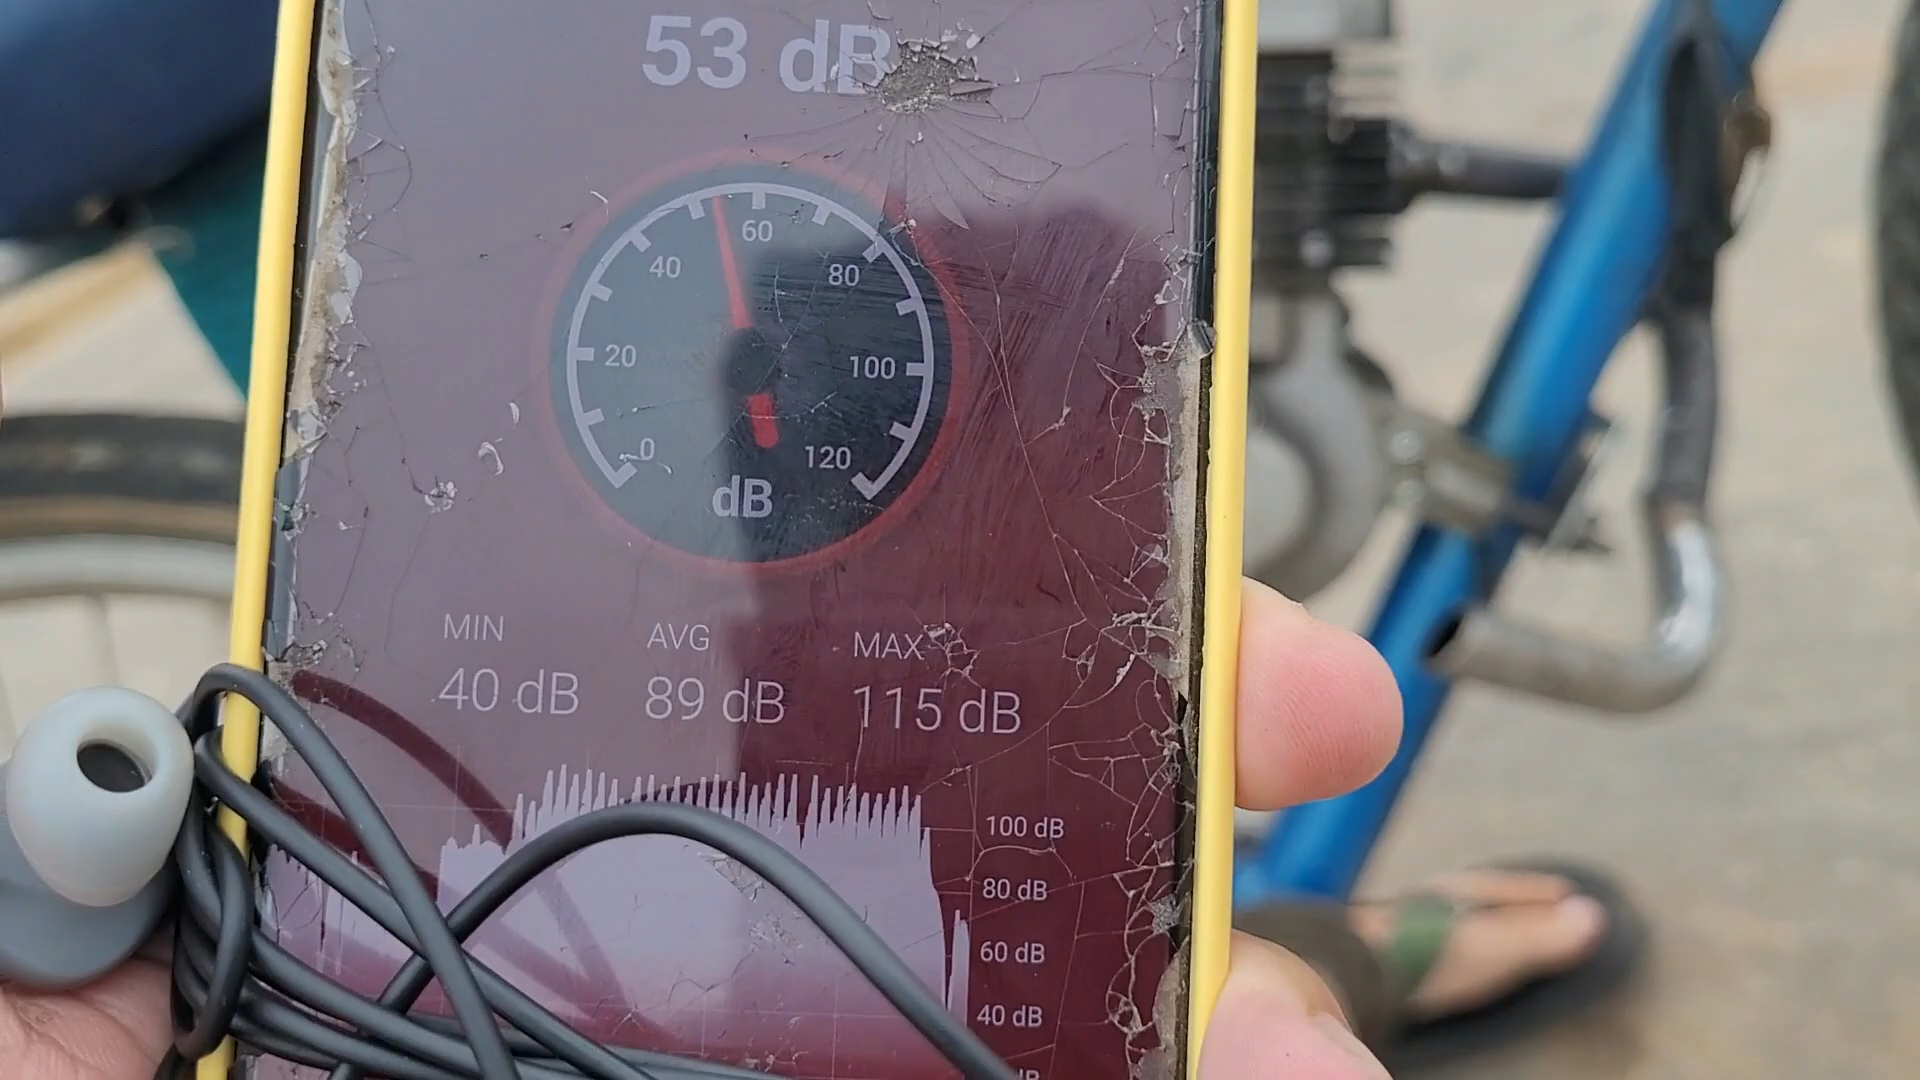 53 dB
60
40
80
20
100
0
120
dB
MIN AVG MAX
40 dB 89 dB 115 dB
100 dB
80 dB
60 dB
40 dB